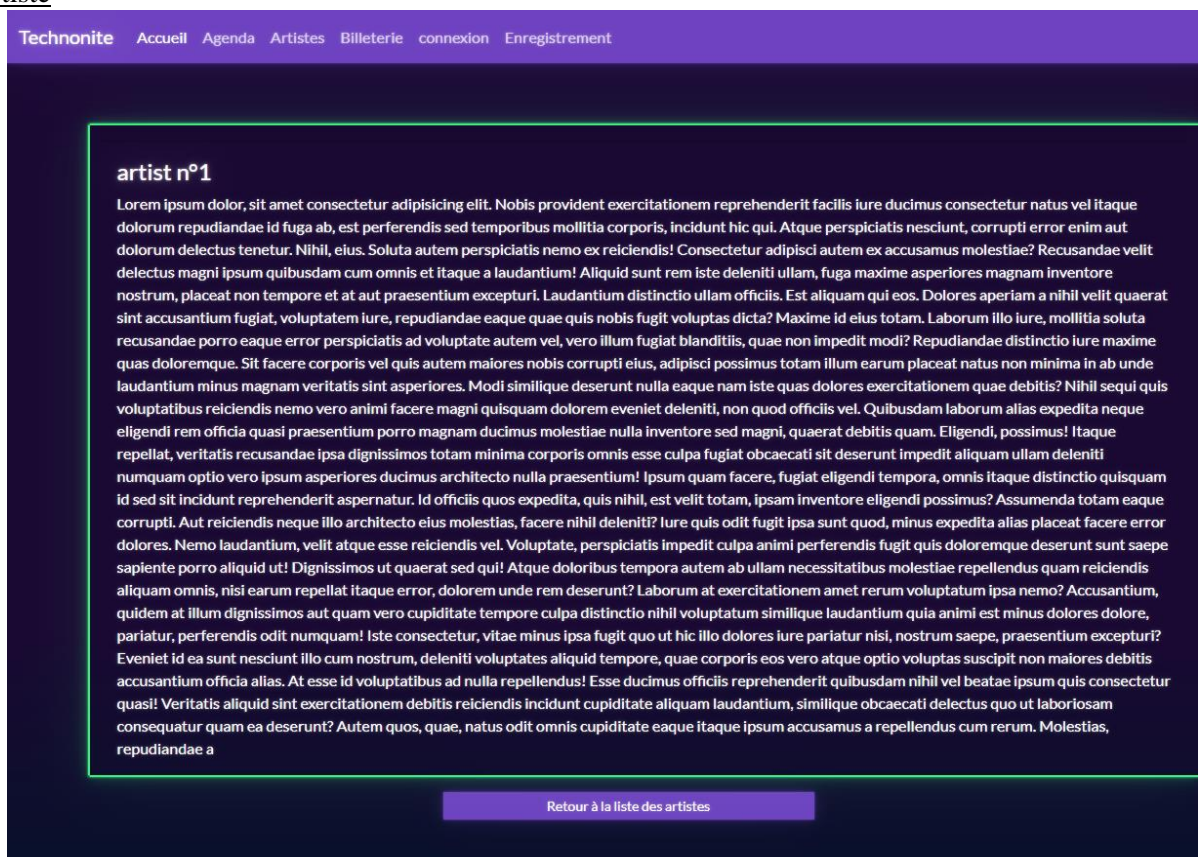 Technonite Accueil Agenda Artistes Billeterie connexion Enregistrement
artist n°1
Lorem ipsum dolor, sit amet consectetur adipisicing elit. Nobis provident exercitationem reprehenderit facilis iure ducimus consectetur natus vel itaque
dolorum repudiandae id fuga ab, est perferendis sed temporibus mollitia corporis, incidunt hic qui. Atque perspiciatis nesciunt, corrupti error enim aut
dolorum delectus tenetur. Nihil, eius. Soluta autem perspiciatis nemo ex reiciendis! Consectetur adipisci autem ex accusamus molestiae? Recusandae velit
delectus magni ipsum quibusdam cum omnis et itaque a laudantium! Aliquid sunt rem iste deleniti ullam, fuga maxime asperiores magnam inventore
nostrum, placeat non tempore et at aut praesentium excepturi. Laudantium distinctio ullam officiis. Est aliquam qui eos. Dolores aperiam a nihil velit quaerat
sint accusantium fugiat, voluptatem iure, repudiandae eaque quae quis nobis fugit voluptas dicta? Maxime id eius totam. Laborum illo iure, mollitia soluta
recusandae porro eaque error perspiciatis ad voluptate autem vel, vero illum fugiat blanditiis, quae non impedit modi? Repudiandae distinctio iure maxime
quas doloremque. Sit facere corporis vel quis autem maiores nobis corrupti eius, adipisci possimus totam illum earum placeat natus non minima in ab unde
laudantium minus magnam veritatis sint asperiores. Modi similique deserunt nulla eaque nam iste quas dolores exercitationem quae debitis? Nihil sequi quis
voluptatibus reiciendis nemo vero animi facere magni quisquam dolorem eveniet deleniti, non quod officiis vel. Quibusdam laborum alias expedita neque
eligendi rem officia quasi praesentium porro magnam ducimus molestiae nulla inventore sed magni, quaerat debitis quam. Eligendi, possimus! Itaque
repellat, veritatis recusandae ipsa dignissimos totam minima corporis omnis esse culpa fugiat obcaecati sit deserunt impedit aliquam ullam deleniti
numquam optio vero ipsum asperiores ducimus architecto nulla praesentium! Ipsum quam facere, fugiat eligendi tempora, omnis itaque distinctio quisquam
id sed sit incidunt reprehenderit aspernatur. Id officiis quos expedita, quis nihil, est velit totam, ipsam inventore eligendi possimus? Assumenda totam eaque
corrupti. Aut reiciendis neque illo architecto eius molestias, facere nihil deleniti? Iure quis odit fugit ipsa sunt quod, minus expedita alias placeat facere error
dolores. Nemo laudantium, velit atque esse reiciendis vel. Voluptate, perspiciatis impedit culpa animi perferendis fugit quis doloremque deserunt sunt saepe
sapiente porro aliquid ut! Dignissimos ut quaerat sed qui! Atque doloribus tempora autem ab ullam necessitatibus molestiae repellendus quam reiciendis
aliquam omnis, nisi earum repellat itaque error, dolorem unde rem deserunt? Laborum at exercitationem amet rerum voluptatum ipsa nemo? Accusantium,
quidem at illum dignissimos aut quam vero cupiditate tempore culpa distinctio nihil voluptatum similique laudantium quia animi est minus dolores dolore,
pariatur, perferendis odit numquam! Iste consectetur, vitae minus ipsa fugit quo ut hic illo dolores iure pariatur nisi, nostrum saepe, praesentium excepturi?
Eveniet id ea sunt nesciunt illo cum nostrum, deleniti voluptates aliquid tempore, quae corporis eos vero atque optio voluptas suscipit non maiores debitis
accusantium officia alias. At esse id voluptatibus ad nulla repellendus! Esse ducimus officiis reprehenderit quibusdam nihil vel beatae ipsum quis consectetur
quasi! Veritatis aliquid sint exercitationem debitis reiciendis incidunt cupiditate aliquam laudantium, similique obcaecati delectus quo ut laboriosam
consequatur quam ea deserunt? Autem quos, quae, natus odit omnis cupiditate eaque itaque ipsum accusamus a repellendus cum rerum. Molestias,
repudiandae a
Retour à la liste des artistes